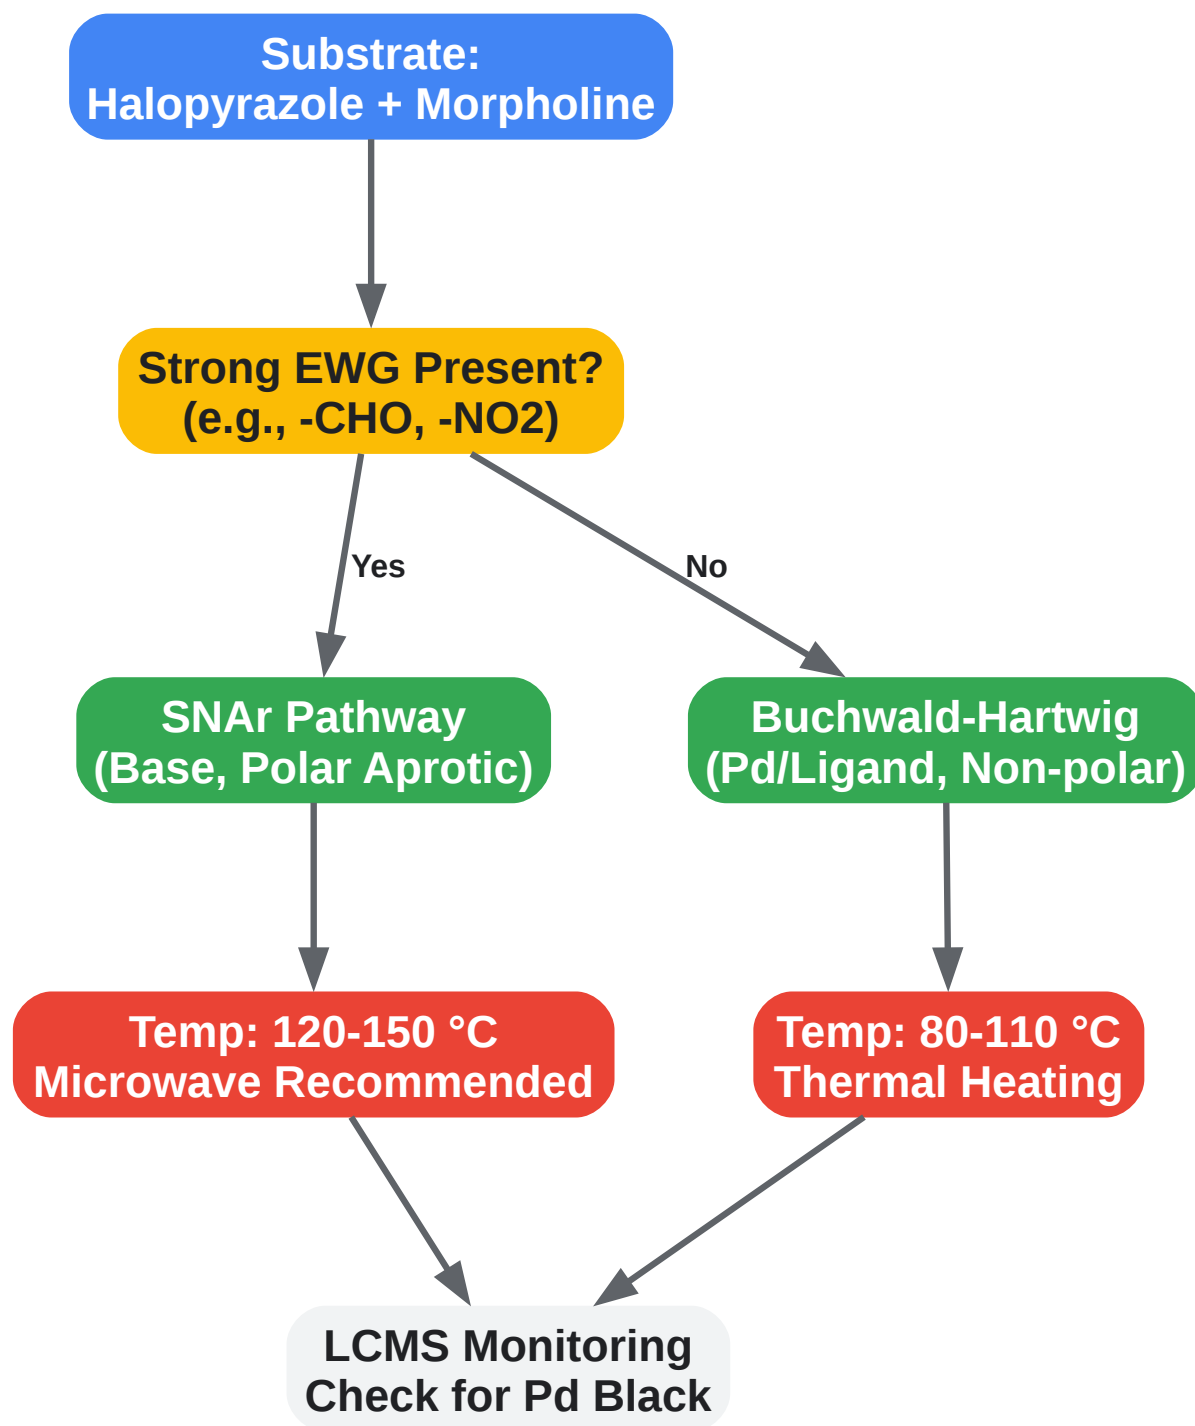 Substrate:
Halopyrazole + Morpholine
Strong EWG Present?
(e.g., -CHO, -NO2)
Yes
No
SNAr Pathway
(Base, Polar Aprotic)
Buchwald-Hartwig
(Pd/Ligand, Non-polar)
Temp: 120-150 °C
Microwave Recommended
Temp: 80-110 °C
Thermal Heating
LCMS Monitoring
Check for Pd Black